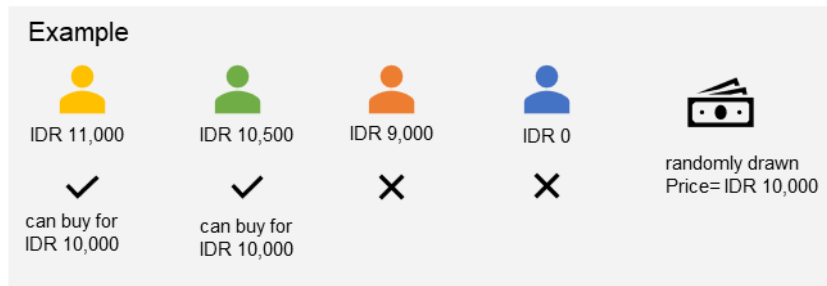 Example
IDR 11,000
IDR 10,500
IDR 9,000
IDR 0
can buy for
IDR 10,000
can buy for
IDR 10,000
randomly drawn
Price= IDR 10,000